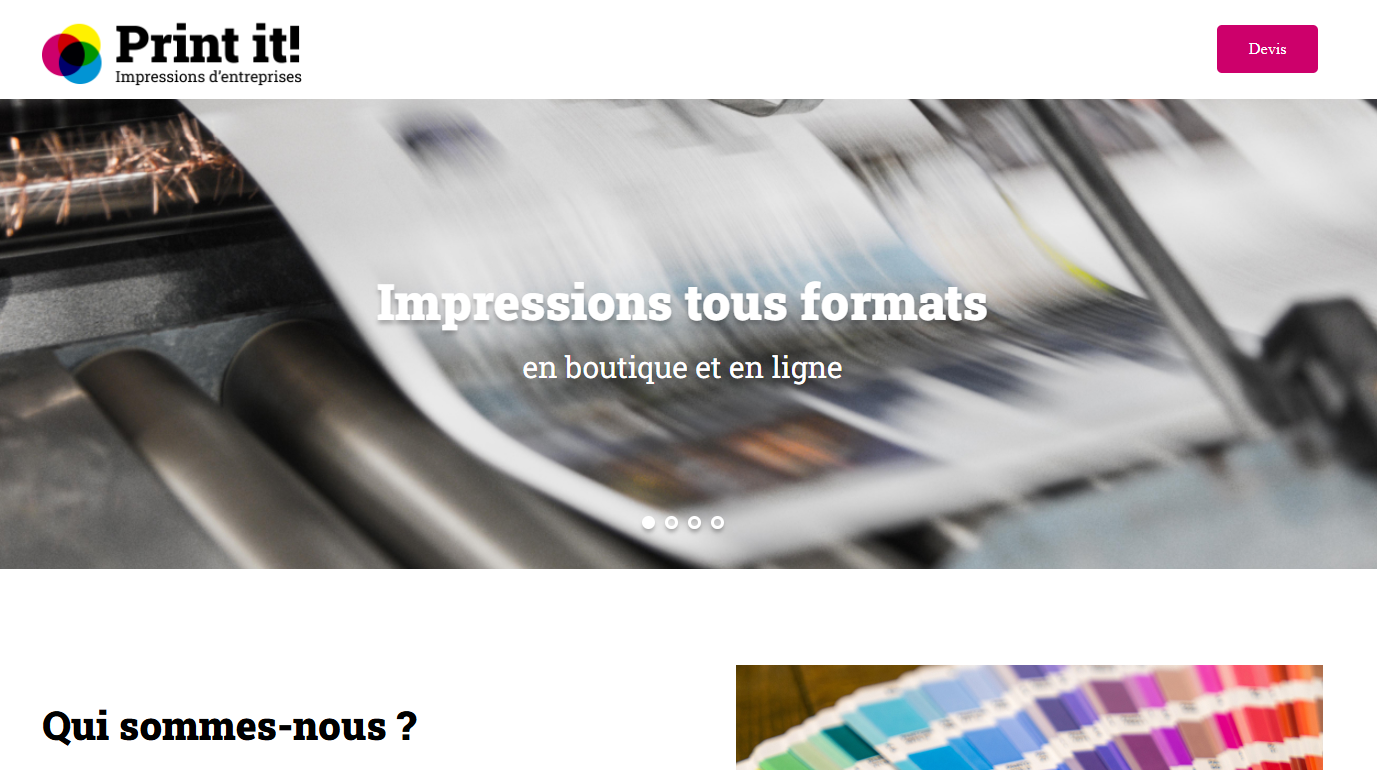 Print it!
Impressions d'entreprises
Devis
Impressions tous formats
en boutique et en ligne
Qui sommes-nous ?